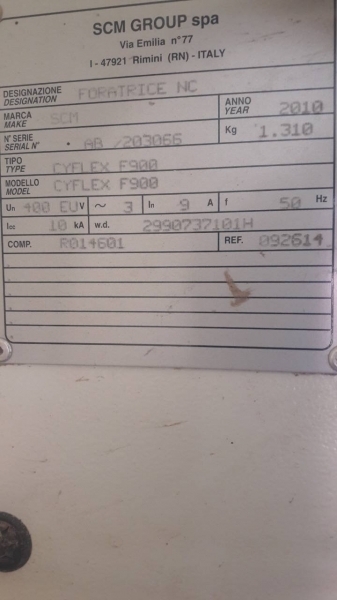 SCM GROUP spa
Via Emilia n°77
I - 47921 Rimini (RN) - ITALY
DESIGNAZIONE DESIGNATION FORATRICE NC ANNO YEAR 2010
MARCA MAKE SCM Kg 1.310
N° SERIE SERIAL N° AB /203066
TIPO TYPE CYFLEX F900
MODELLO MODEL CYFLEX F900
Un 400 EU V ~ 3 In 9 A f 50 Hz
Icc 10 kA w.d. 2990737101H
COMP. R014601 REF. 092614